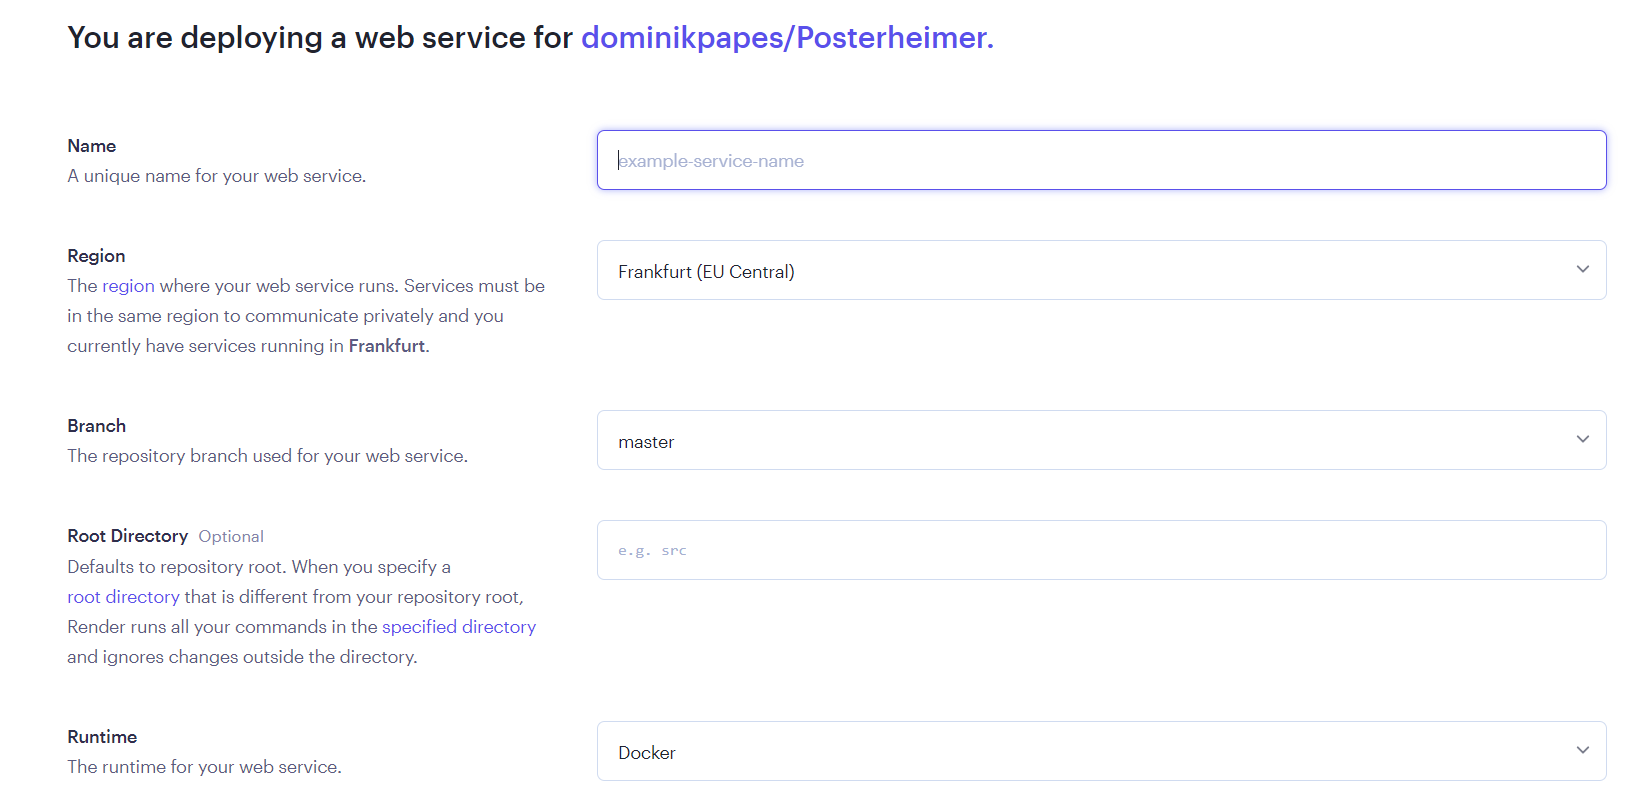 You are deploying a web service for dominikpapes/Posterheimer.
Name
A unique name for your web service.
example-service-name
Region
The region where your web service runs. Services must be
in the same region to communicate privately and you
currently have services running in Frankfurt.
Frankfurt (EU Central)
Branch
The repository branch used for your web service.
master
Root Directory Optional
Defaults to repository root. When you specify a
root directory that is different from your repository root,
Render runs all your commands in the specified directory
and ignores changes outside the directory.
e.g. src
Runtime
The runtime for your web service.
Docker